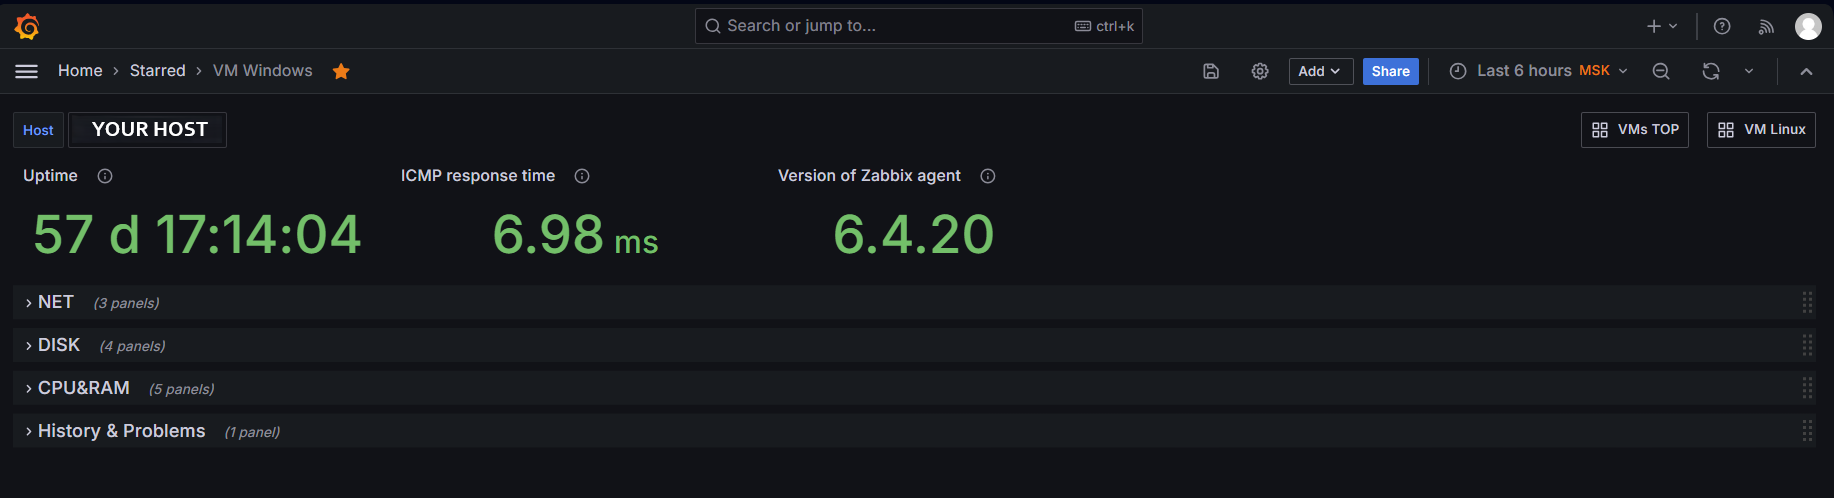 Search or jump to... ctrl+k
Home › Starred › VM Windows Add Share Last 6 hours MSK
Host YOUR HOST VMs TOP VM Linux
Uptime ICMP response time Version of Zabbix agent
57 d 17:14:04 6.98 ms 6.4.20
NET (3 panels)
DISK (4 panels)
CPU&RAM (5 panels)
History & Problems (1 panel)